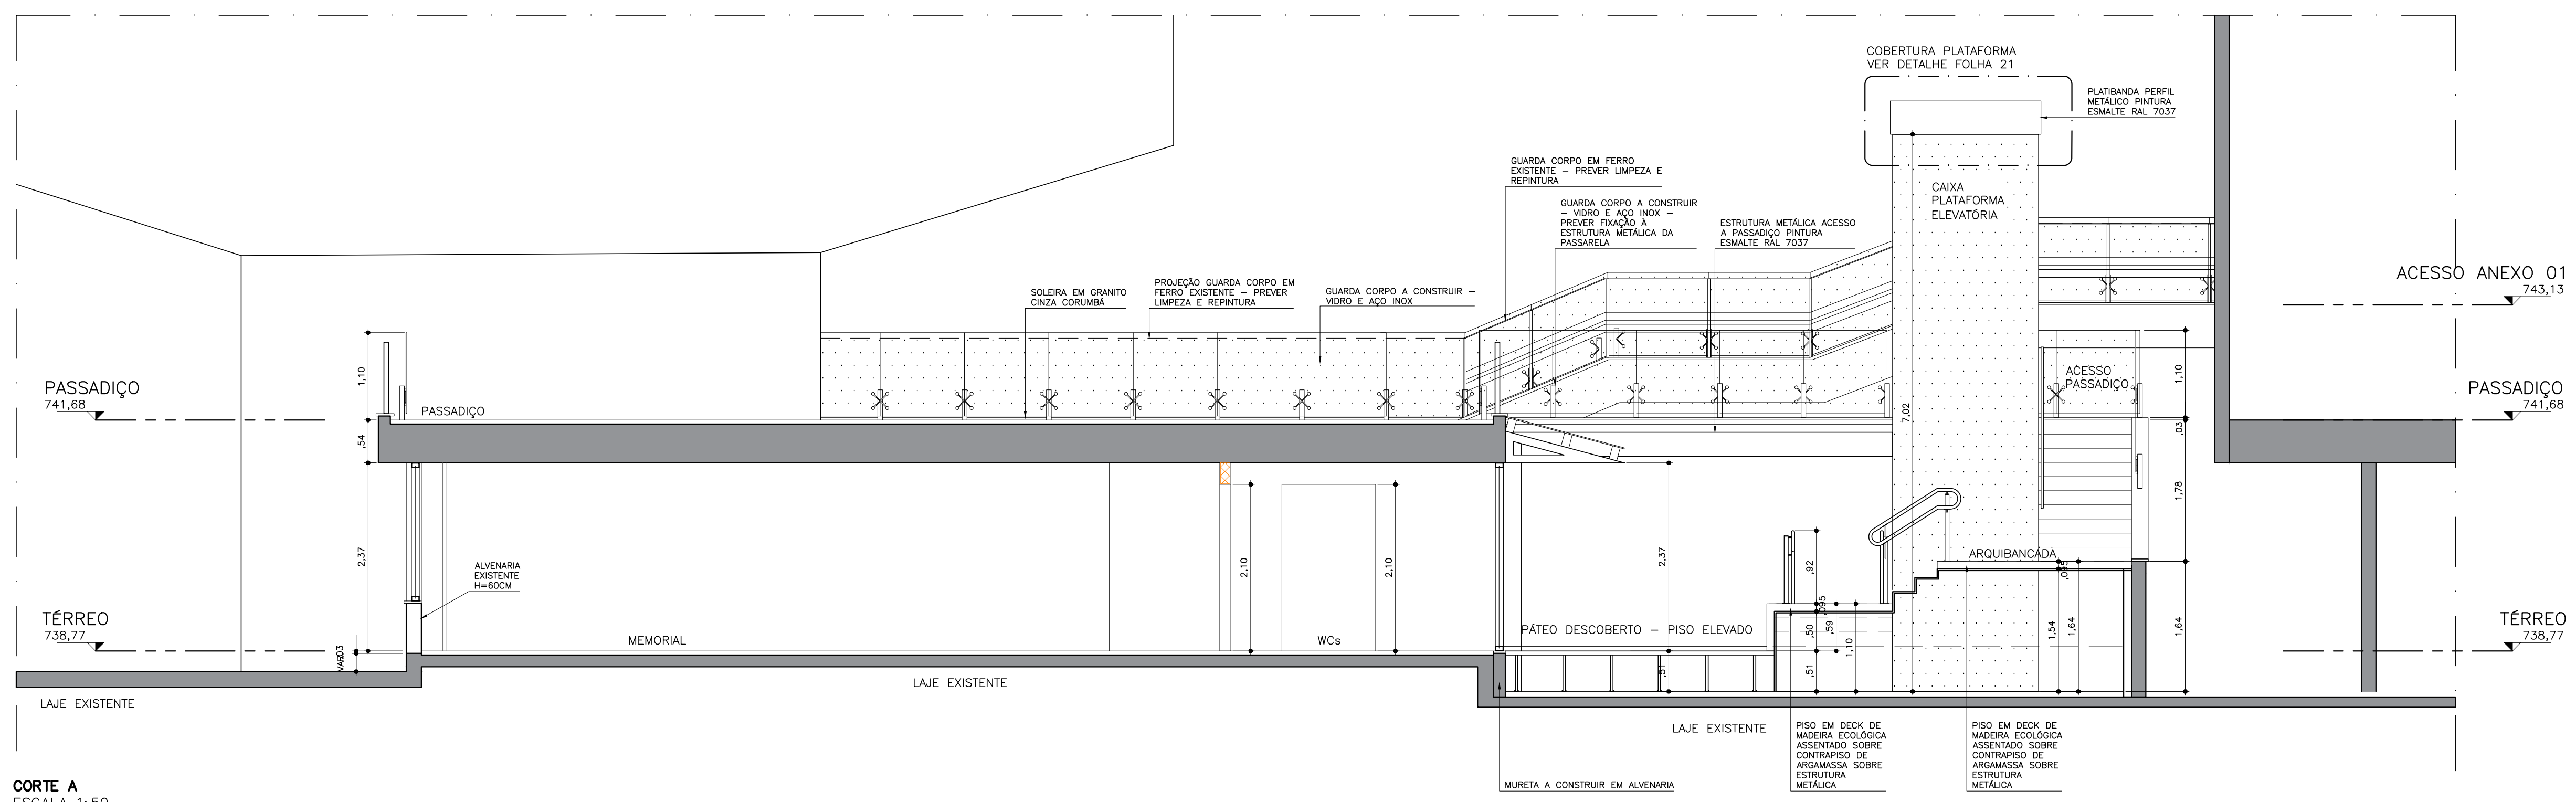 COBERTURA PLATAFORMA
VER DETALHE FOLHA 21
PLATIBANDA PERFIL
METÁLICO PINTURA
ESMALTE RAL 7037
GUARDA CORPO EM FERRO
EXISTENTE – PREVER LIMPEZA E
REPINTURA
GUARDA CORPO A CONSTRUIR
– VIDRO E AÇO INOX –
PREVER FIXAÇÃO À
ESTRUTURA METÁLICA DA
PASSARELA
ESTRUTURA METÁLICA ACESSO
A PASSADIÇO PINTURA
ESMALTE RAL 7037
CAIXA
PLATAFORMA
ELEVATÓRIA
SOLEIRA EM GRANITO
CINZA CORUMBÁ
PROJEÇÃO GUARDA CORPO EM
FERRO EXISTENTE – PREVER
LIMPEZA E REPINTURA
GUARDA CORPO A CONSTRUIR –
VIDRO E AÇO INOX
ACESSO ANEXO 01
743,13
PASSADIÇO
741,68
1,10
PASSADIÇO
7,02
ACESSO
PASSADIÇO
1,10
PASSADIÇO
741,68
,54
,03
2,37
ALVENARIA
EXISTENTE
H=60CM
2,10
2,10
2,37
,92
ARQUIBANCADA
1,78
,095
,095
TÉRREO
738,77
MEMORIAL
WCs
PÁTEO DESCOBERTO – PISO ELEVADO
,50
,59
1,10
1,54
1,64
1,64
TÉRREO
738,77
,03
,51
,51
LAJE EXISTENTE
LAJE EXISTENTE
LAJE EXISTENTE
MURETA A CONSTRUIR EM ALVENARIA
PISO EM DECK DE
MADEIRA ECOLÓGICA
ASSENTADO SOBRE
CONTRAPISO DE
ARGAMASSA SOBRE
ESTRUTURA
METÁLICA
PISO EM DECK DE
MADEIRA ECOLÓGICA
ASSENTADO SOBRE
CONTRAPISO DE
ARGAMASSA SOBRE
ESTRUTURA
METÁLICA
CORTE A
ESCALA 1:50